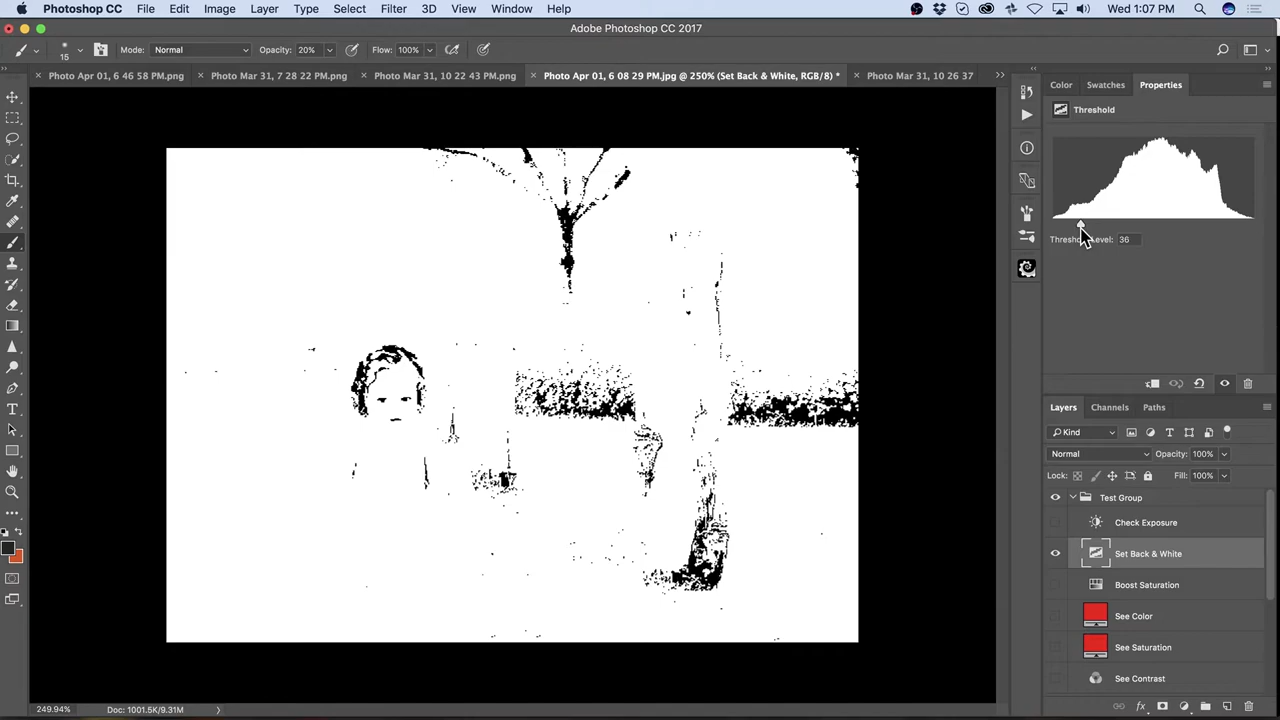 Photoshop CC File Edit Image Layer Type Select Filter 3D View Window Help Wed 1:07 PM
Adobe Photoshop CC 2017
15 Mode: Normal Opacity: 20% Flow: 100%
Photo Apr 01, 6 46 58 PM.png Photo Mar 31, 7 28 22 PM.png Photo Mar 31, 10 22 43 PM.png Photo Apr 01, 6 08 29 PM.jpg @ 250% (Set Back & White, RGB/8) * Photo Mar 31, 10 26 37
Color Swatches Properties
Threshold
Threshold Level: 36
Layers Channels Paths
Kind
Normal Opacity: 100%
Lock: Fill: 100%
Test Group
Check Exposure
Set Back & White
Boost Saturation
See Color
See Saturation
See Contrast
249.94% Doc: 1001.5K/9.31M